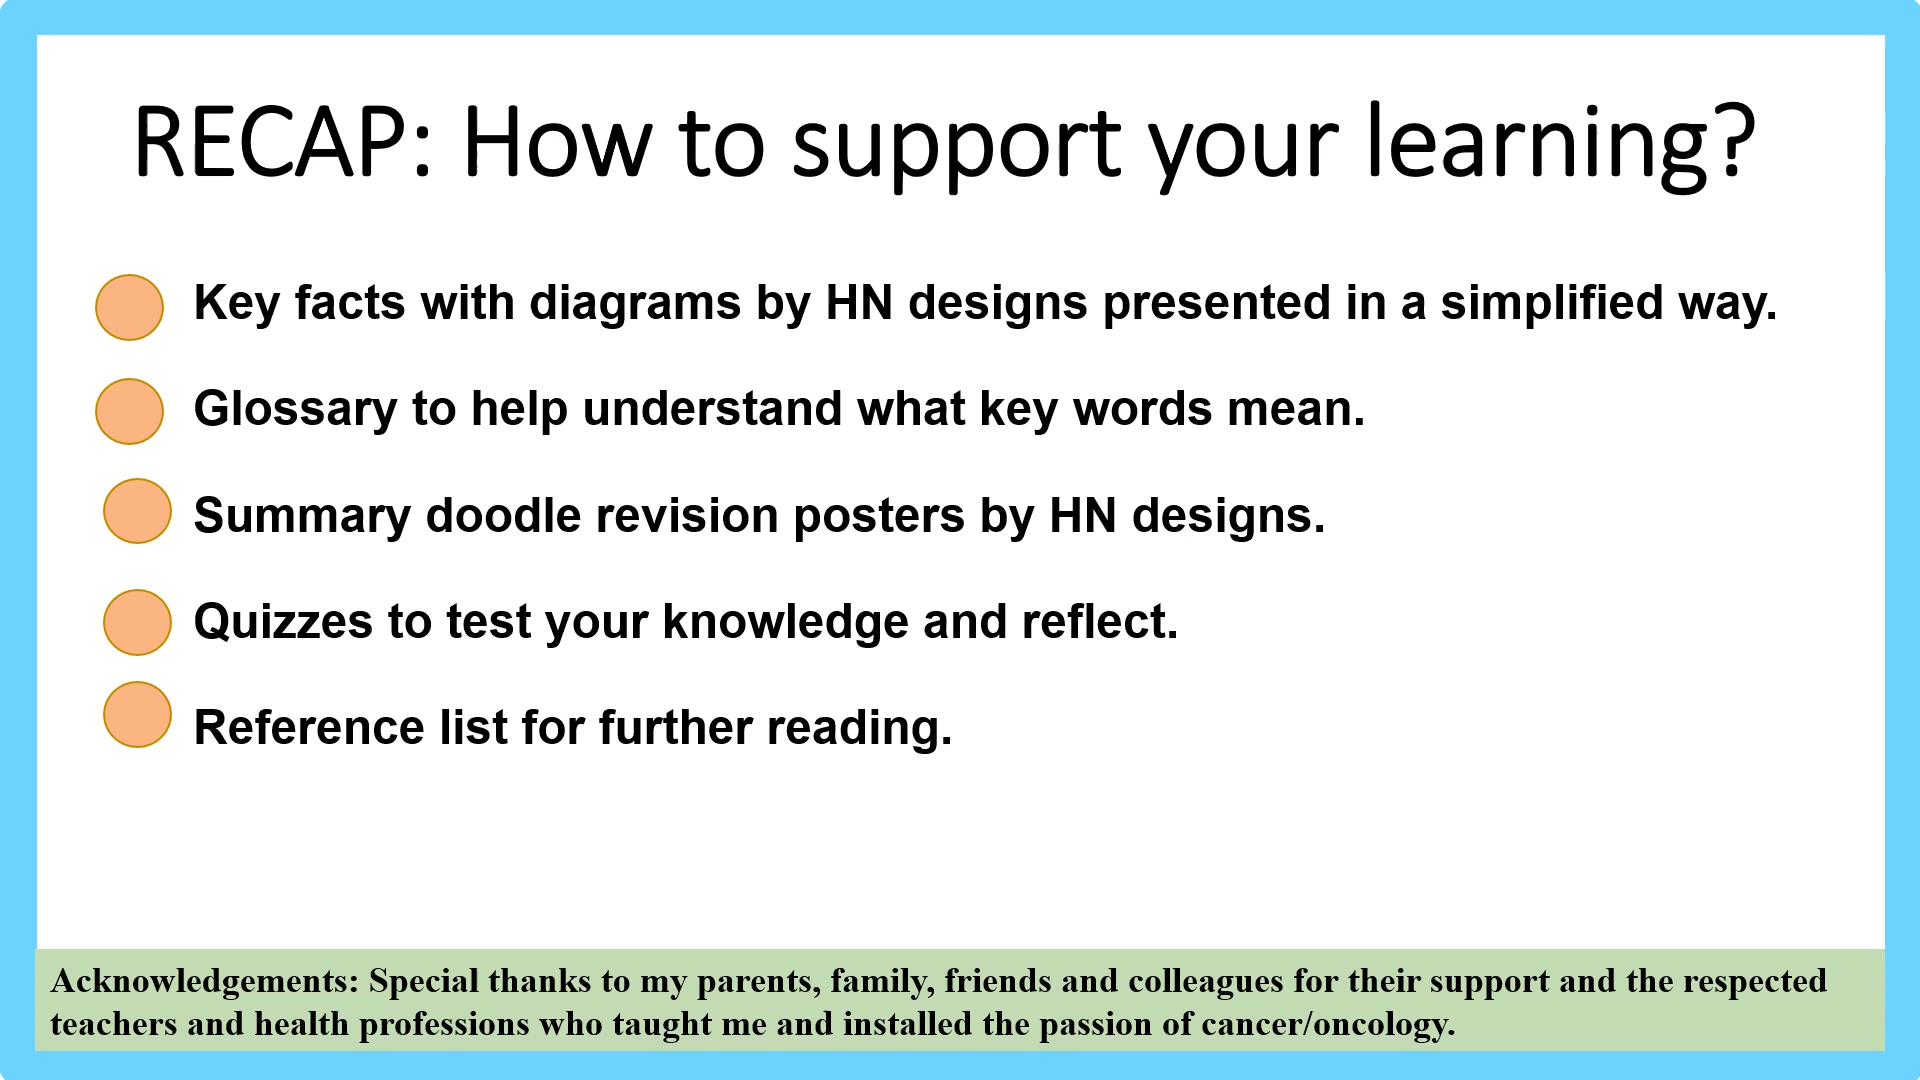 RECAP: How to support your learning?
Key facts with diagrams by HN designs presented in a simplified way.
Glossary to help understand what key words mean.
Summary doodle revision posters by HN designs.
Quizzes to test your knowledge and reflect.
Reference list for further reading.
Acknowledgements: Special thanks to my parents, family, friends and colleagues for their support and the respected
teachers and health professions who taught me and installed the passion of cancer/oncology.